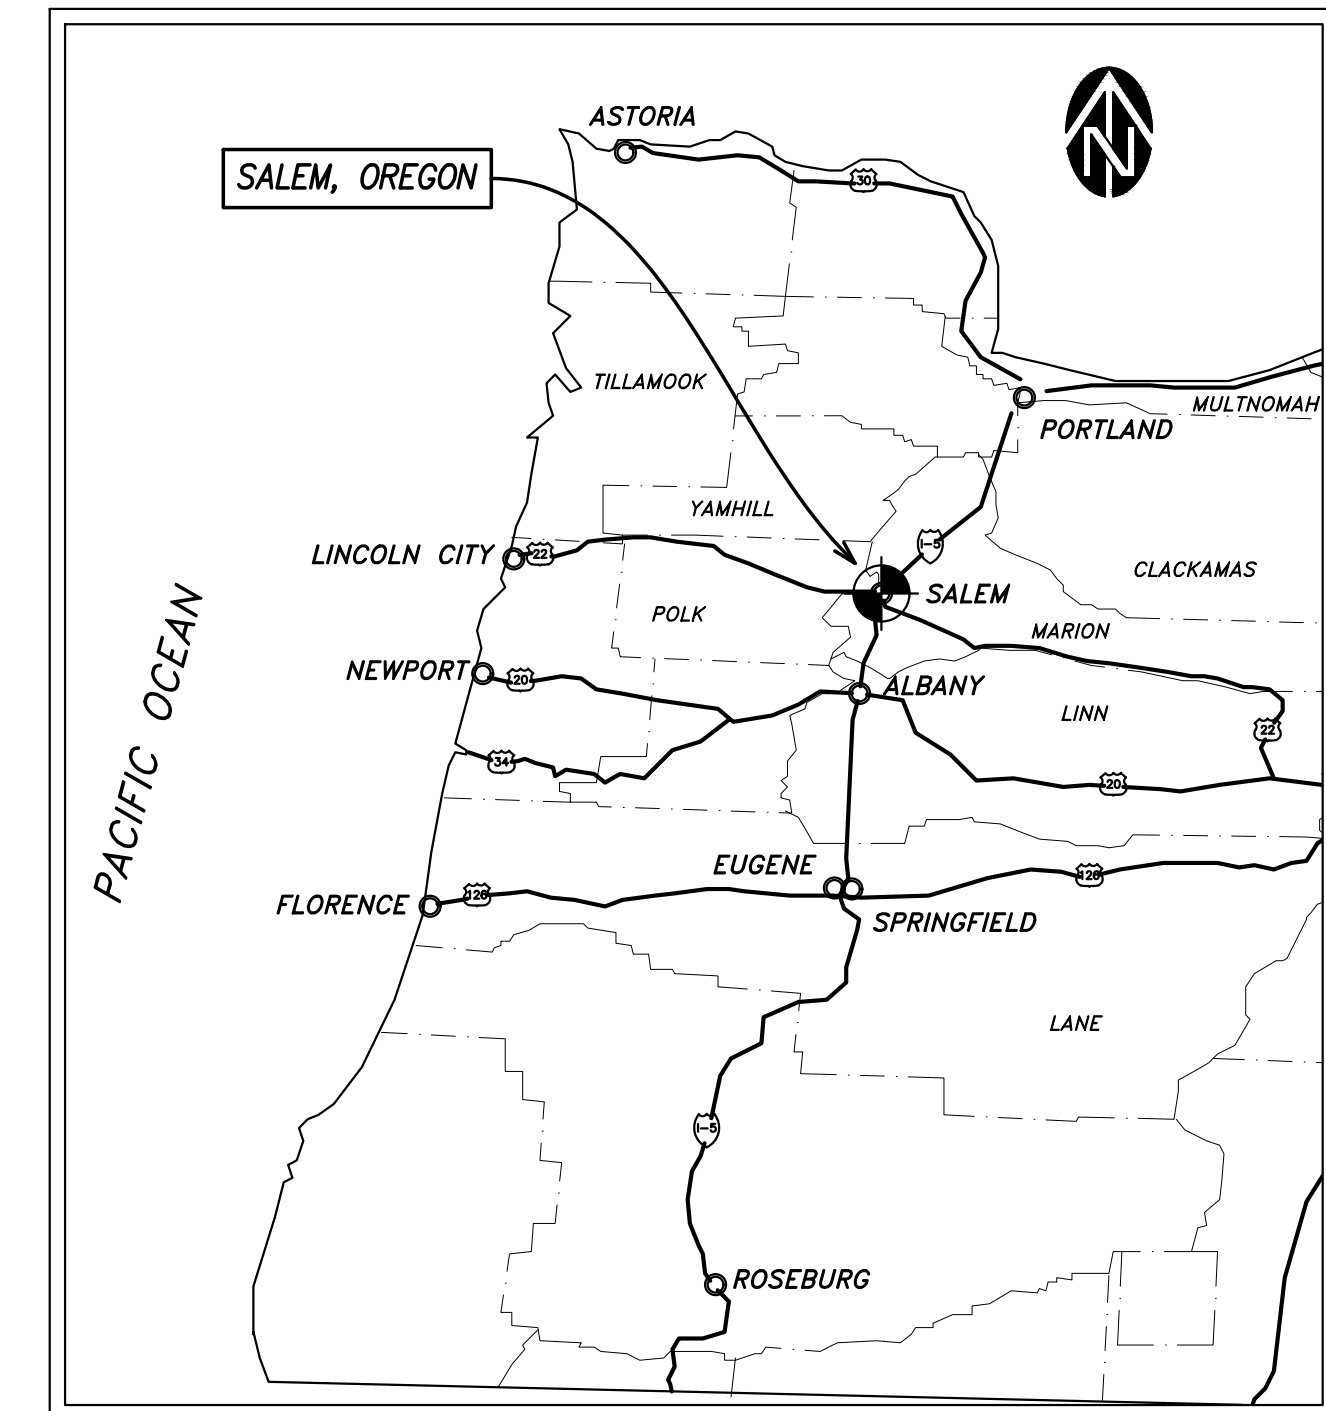 ASTORIA
SALEM, OREGON
30
N
TILLAMOOK
MULTNOMAH
PORTLAND
YAMHILL
I-5
LINCOLN CITY
22
CLACKAMAS
SALEM
POLK
MARION
NEWPORT
20
ALBANY
LINN
22
34
20
PACIFIC OCEAN
EUGENE
126
126
FLORENCE
SPRINGFIELD
LANE
I-5
ROSEBURG